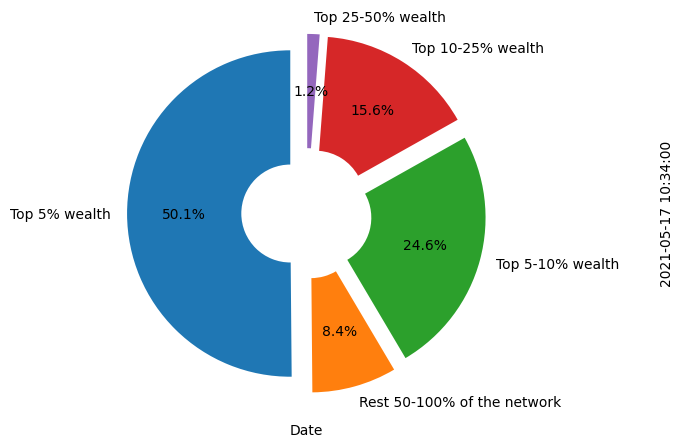 Top 25-50% wealth
Top 10-25% wealth
1.2%
15.6%
Top 5% wealth
50.1%
24.6%
Top 5-10% wealth
8.4%
Rest 50-100% of the network
Date
2021-05-17 10:34:00